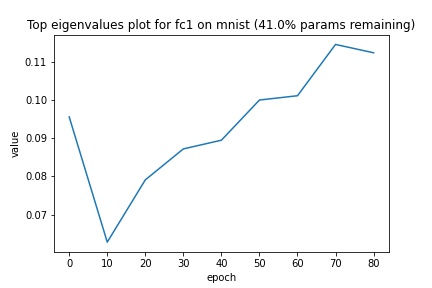 Top eigenvalues plot for fc1 on mnist (41.0% params remaining)
0.11
0.10
0.09
0.08
0.07
value
0 10 20 30 40 50 60 70 80
epoch